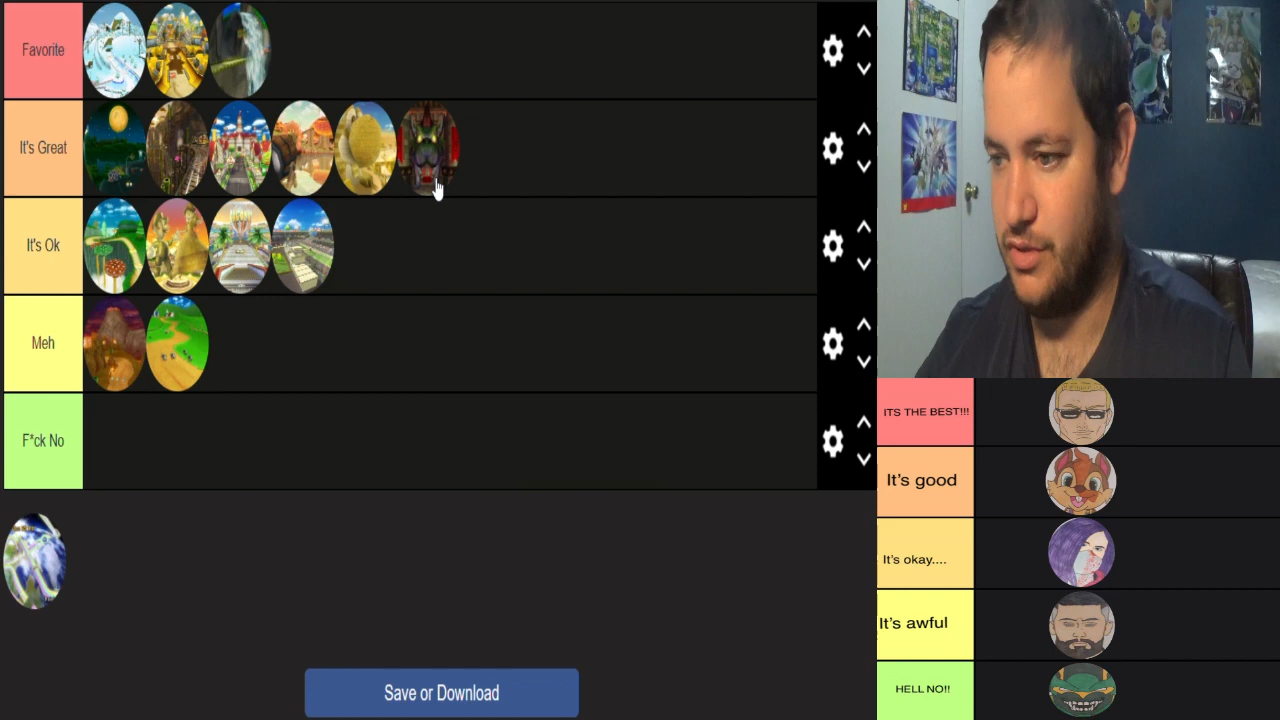 Favorite
It's Great
It's Ok
Meh
F*ck No
Save or Download
ITS THE BEST!!!
It's good
It's okay....
It's awful
HELL NO!!